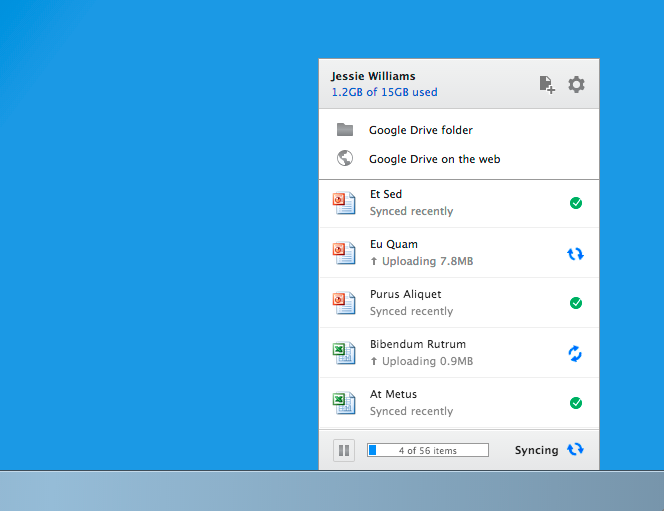 Jessie Williams
1.2GB of 15GB used
Google Drive folder
Google Drive on the web
Et Sed
Synced recently
Eu Quam
↑ Uploading 7.8MB
Purus Aliquet
Synced recently
Bibendum Rutrum
↑ Uploading 0.9MB
At Metus
Synced recently
4 of 56 items Syncing